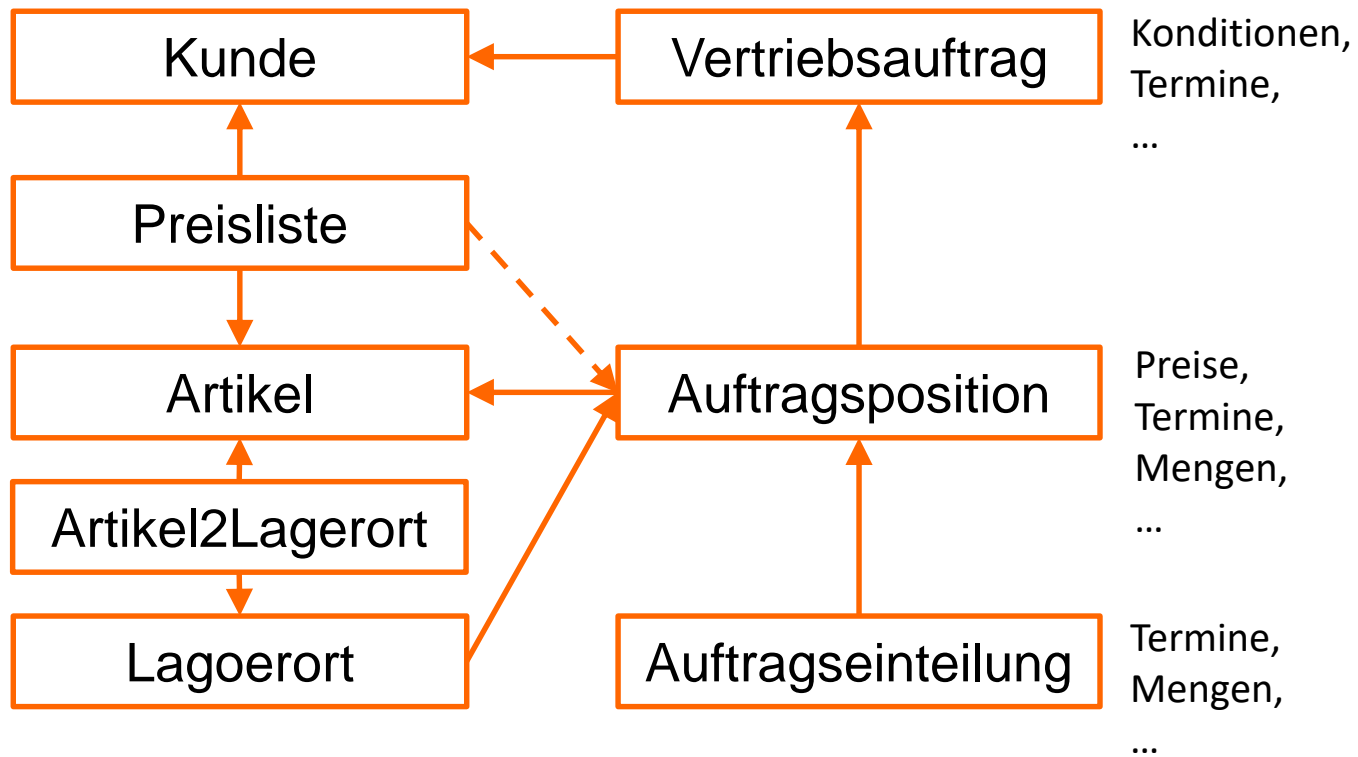 Kunde
Vertriebsauftrag
Konditionen,
Termine,
…
Preisliste
Artikel
Auftragsposition
Preise,
Termine,
Mengen,
…
Artikel2Lagerort
Lagoerort
Auftragseinteilung
Termine,
Mengen,
…